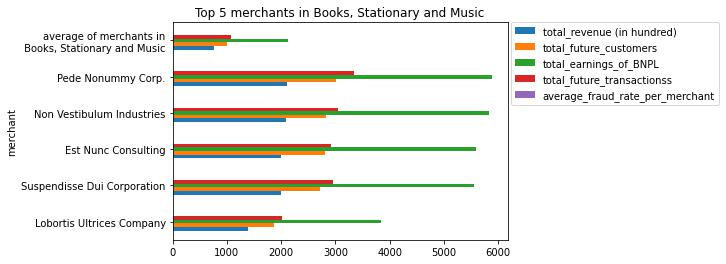 Top 5 merchants in Books, Stationary and Music
average of merchants in
Books, Stationary and Music
Pede Nonummy Corp.
Non Vestibulum Industries
Est Nunc Consulting
Suspendisse Dui Corporation
Lobortis Ultrices Company
merchant
0 1000 2000 3000 4000 5000 6000
total_revenue (in hundred)
total_future_customers
total_earnings_of_BNPL
total_future_transactionss
average_fraud_rate_per_merchant